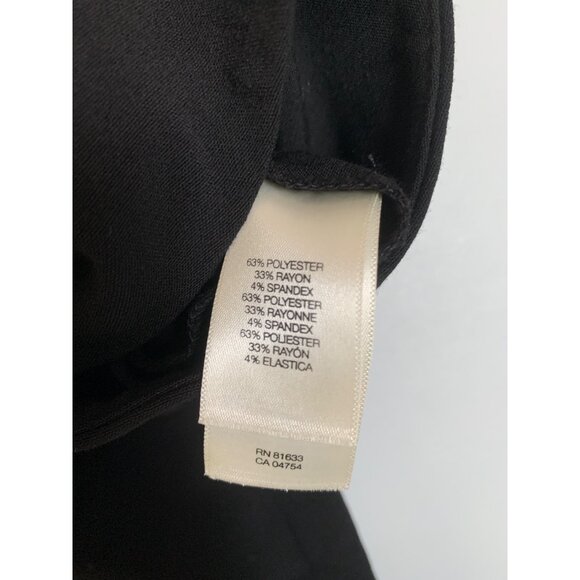 63% POLYESTER
33% RAYON
4% SPANDEX
63% POLYESTER
33% RAYONNE
4% SPANDEX
63% POLIESTER
33% RAYÓN
4% ELASTICA
RN 81633
CA 04754